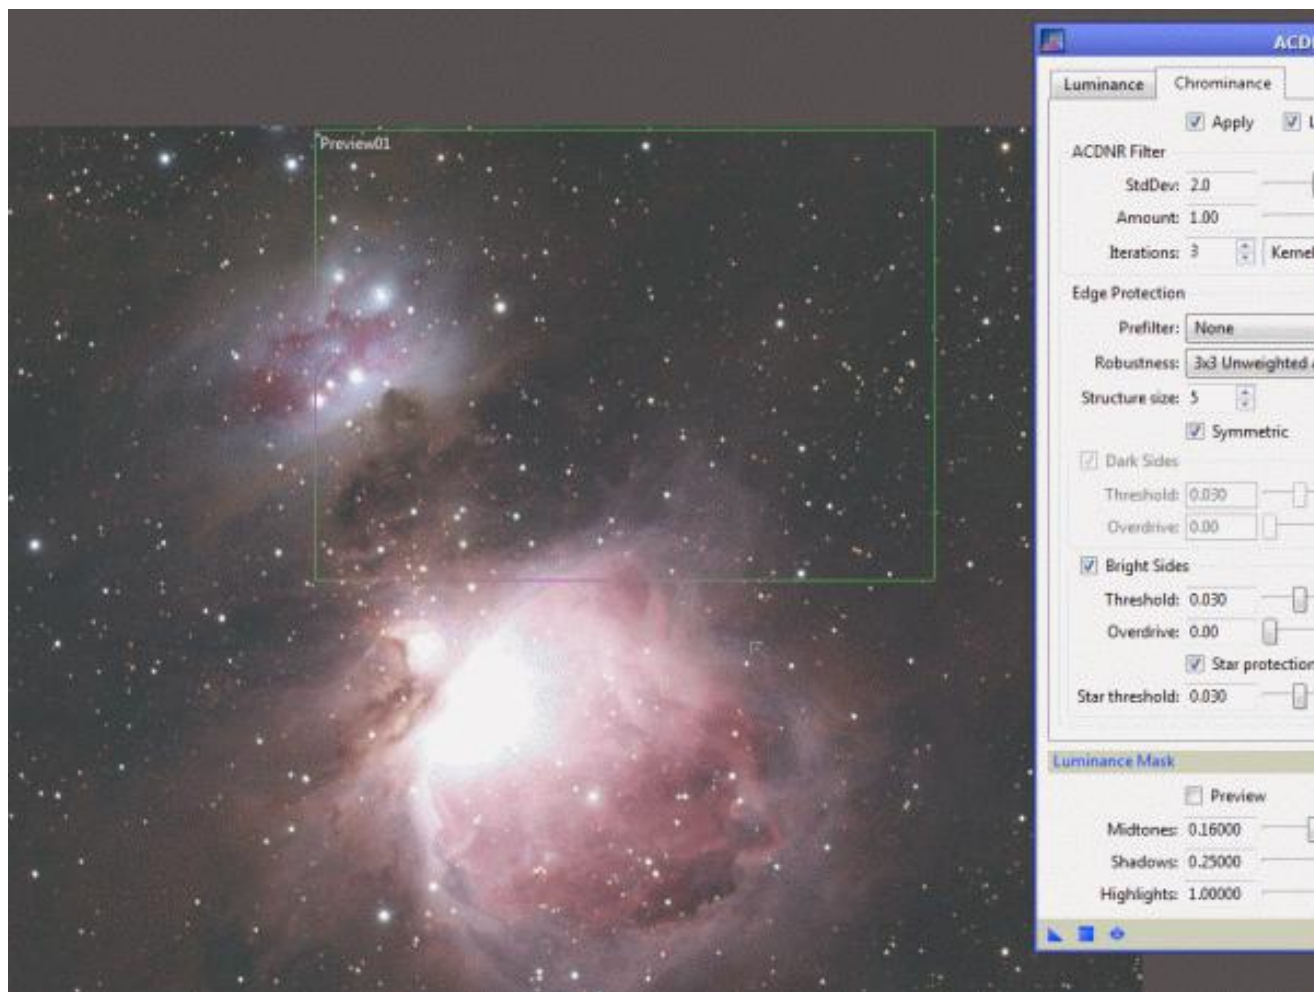 Preview01
ACD
Luminance
Chrominance
Apply
ACDNR Filter
StdDev: 2.0
Amount: 1.00
Iterations: 3
Kernel
Edge Protection
Prefilter: None
Robustness: 3x3 Unweighted
Structure size: 5
Symmetric
Dark Sides
Threshold: 0.030
Overdrive: 0.00
Bright Sides
Threshold: 0.030
Overdrive: 0.00
Star protection
Star threshold: 0.030
Luminance Mask
Preview
Midtones: 0.16000
Shadows: 0.25000
Highlights: 1.00000